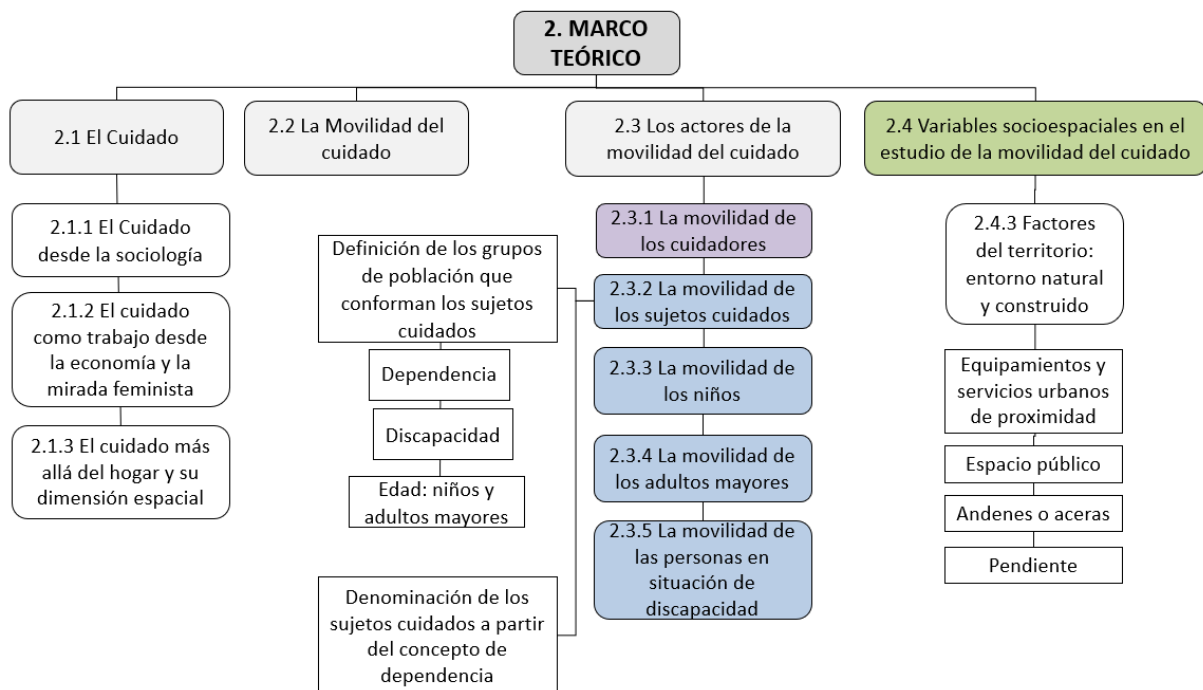 2. MARCO
TEÓRICO
2.1 El Cuidado
2.2 La Movilidad del
cuidado
2.3 Los actores de la
movilidad del cuidado
2.4 Variables socioespaciales en el
estudio de la movilidad del cuidado
2.1.1 El Cuidado
desde la sociología
2.1.2 El cuidado
como trabajo desde
la economía y la
mirada feminista
2.1.3 El cuidado más
allá del hogar y su
dimensión espacial
Definición de los grupos
de población que
conforman los sujetos
cuidados
Dependencia
Discapacidad
Edad: niños y
adultos mayores
Denominación de los
sujetos cuidados a partir
del concepto de
dependencia
2.3.1 La movilidad de
los cuidadores
2.3.2 La movilidad de
los sujetos cuidados
2.3.3 La movilidad de
los niños
2.3.4 La movilidad de
los adultos mayores
2.3.5 La movilidad de
las personas en
situación de
discapacidad
2.4.3 Factores
del territorio:
entorno natural
y construido
Equipamientos y
servicios urbanos
de proximidad
Espacio público
Andenes o aceras
Pendiente